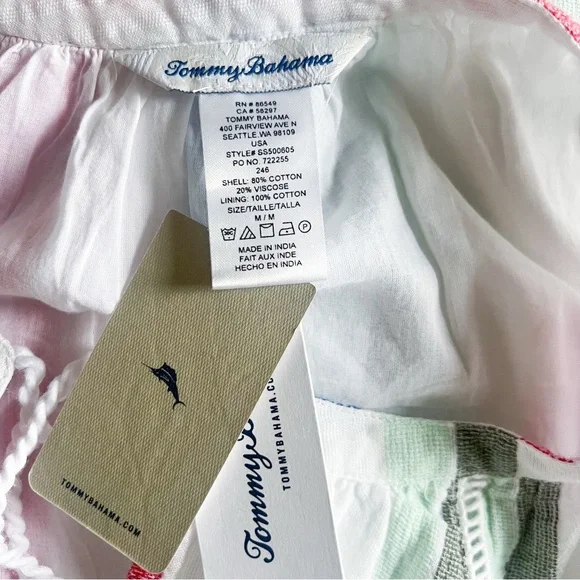 Tommy Bahama
RN # 86549
CA # 58297
TOMMY BAHAMA
400 FAIRVIEW AVE N
SEATTLE, WA 98109
USA
STYLE# SS500605
PO NO. 722255
246
SHELL: 80% COTTON
20% VISCOSE
LINING: 100% COTTON
SIZE/TAILLE/TALLA
M / M
P
MADE IN INDIA
FAIT AUX INDE
HECHO EN INDIA
TOMMYBAHAMA.COM
Tommy Ba
TOMMYBAHAMA.CO